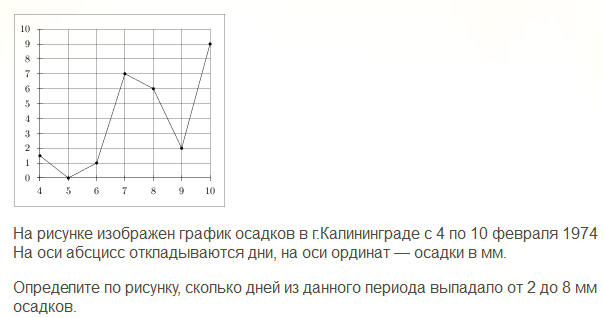 10
9
8
7
6
5
4
3
2
1
0
4 5 6 7 8 9 10
На рисунке изображен график осадков в г.Калининграде с 4 по 10 февраля 1974
На оси абсцисс откладываются дни, на оси ординат — осадки в мм.
Определите по рисунку, сколько дней из данного периода выпадало от 2 до 8 мм
осадков.